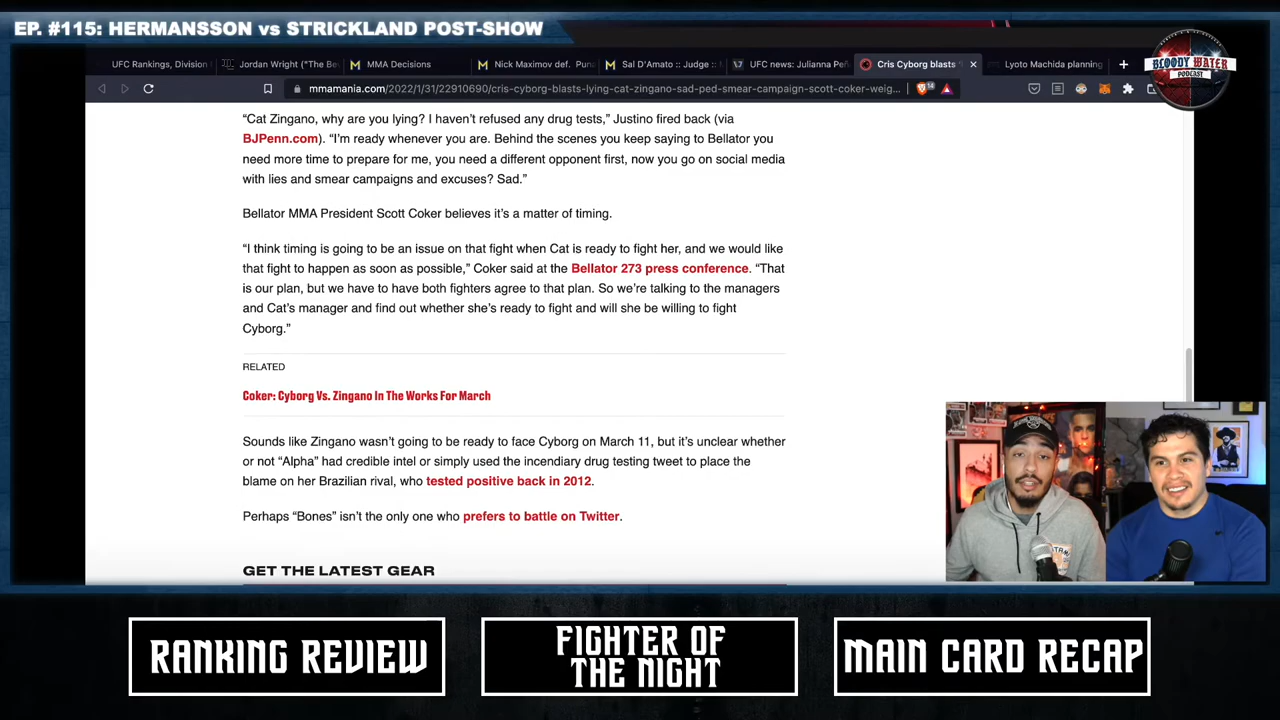 EP. #115: HERMANSSON vs STRICKLAND POST-SHOW
UFC Rankings, Division
Jordan Wright ("The Be
MMA Decisions
Nick Maximov def. Puna
Sal D'Amato :: Judge ::
UFC news: Julianna Peñ
Cris Cyborg blasts
Lyoto Machida planning
BLOODY WATER
PODCAST
mmamania.com/2022/1/31/22910690/cris-cyborg-blasts-lying-cat-zingano-sad-ped-smear-campaign-scott-coker-weig...
“Cat Zingano, why are you lying? I haven’t refused any drug tests,” Justino fired back (via
BJPenn.com). “I’m ready whenever you are. Behind the scenes you keep saying to Bellator you
need more time to prepare for me, you need a different opponent first, now you go on social media
with lies and smear campaigns and excuses? Sad.”
Bellator MMA President Scott Coker believes it’s a matter of timing.
“I think timing is going to be an issue on that fight when Cat is ready to fight her, and we would like
that fight to happen as soon as possible,” Coker said at the Bellator 273 press conference. “That
is our plan, but we have to have both fighters agree to that plan. So we’re talking to the managers
and Cat’s manager and find out whether she’s ready to fight and will she be willing to fight
Cyborg.”
RELATED
Coker: Cyborg Vs. Zingano In The Works For March
Sounds like Zingano wasn’t going to be ready to face Cyborg on March 11, but it’s unclear whether
or not “Alpha” had credible intel or simply used the incendiary drug testing tweet to place the
blame on her Brazilian rival, who tested positive back in 2012.
Perhaps “Bones” isn’t the only one who prefers to battle on Twitter.
GET THE LATEST GEAR
RANKING REVIEW
FIGHTER OF
THE NIGHT
MAIN CARD RECAP